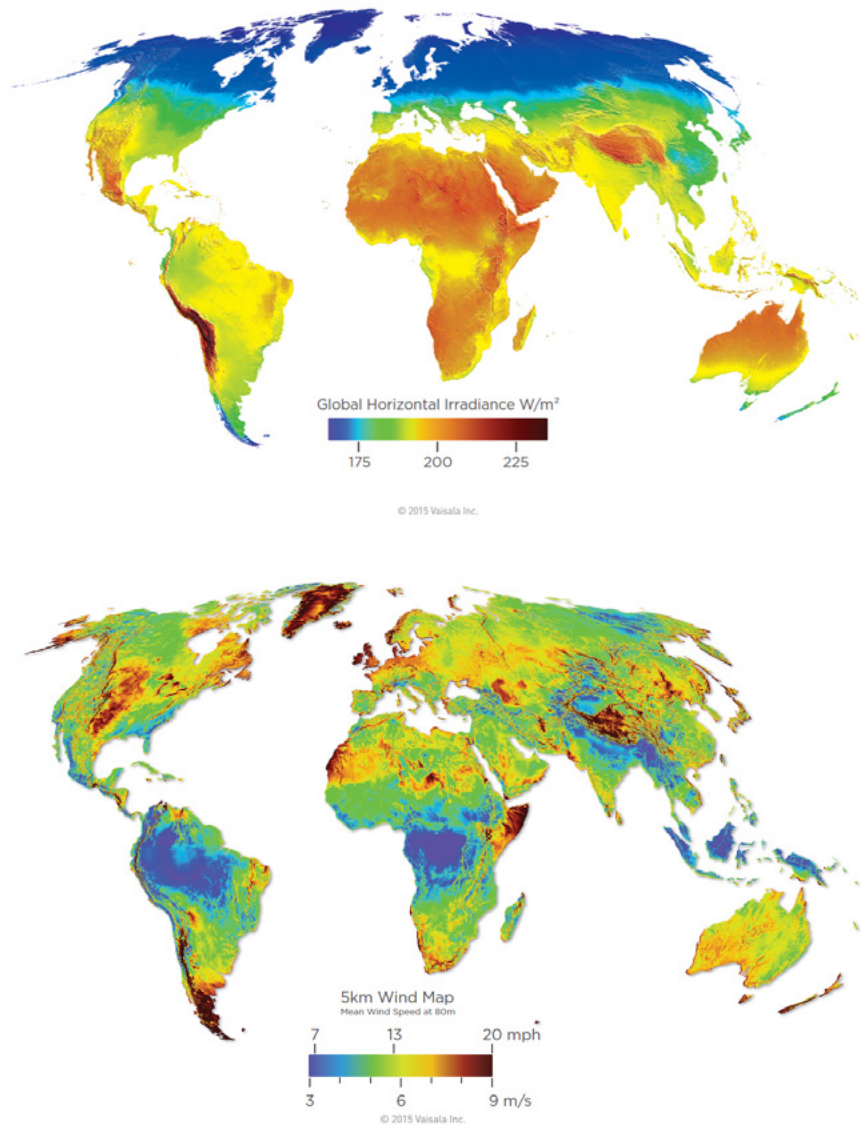 Global Horizontal Irradiance W/m²
175 200 225
© 2015 Vaisala Inc.
5km Wind Map
Mean Wind Speed at 80m
7 13 20 mph
3 6 9 m/s
© 2015 Vaisala Inc.